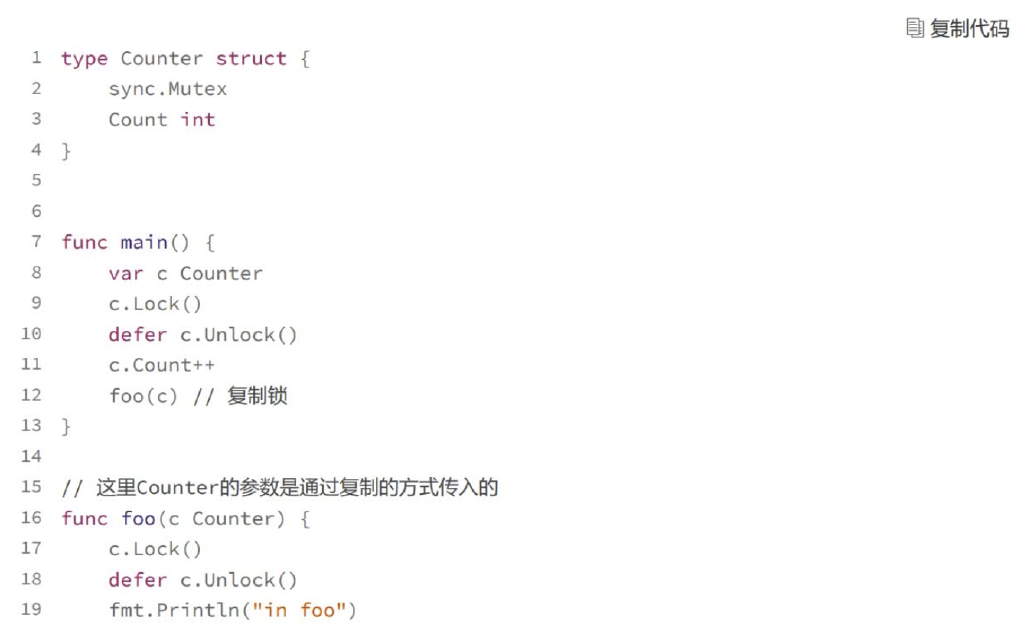 复制代码
1 type Counter struct {
2     sync.Mutex
3     Count int
4 }
5
6
7 func main() {
8     var c Counter
9     c.Lock()
10     defer c.Unlock()
11     c.Count++
12     foo(c) // 复制锁
13 }
14
15 // 这里Counter的参数是通过复制的方式传入的
16 func foo(c Counter) {
17     c.Lock()
18     defer c.Unlock()
19     fmt.Println("in foo")